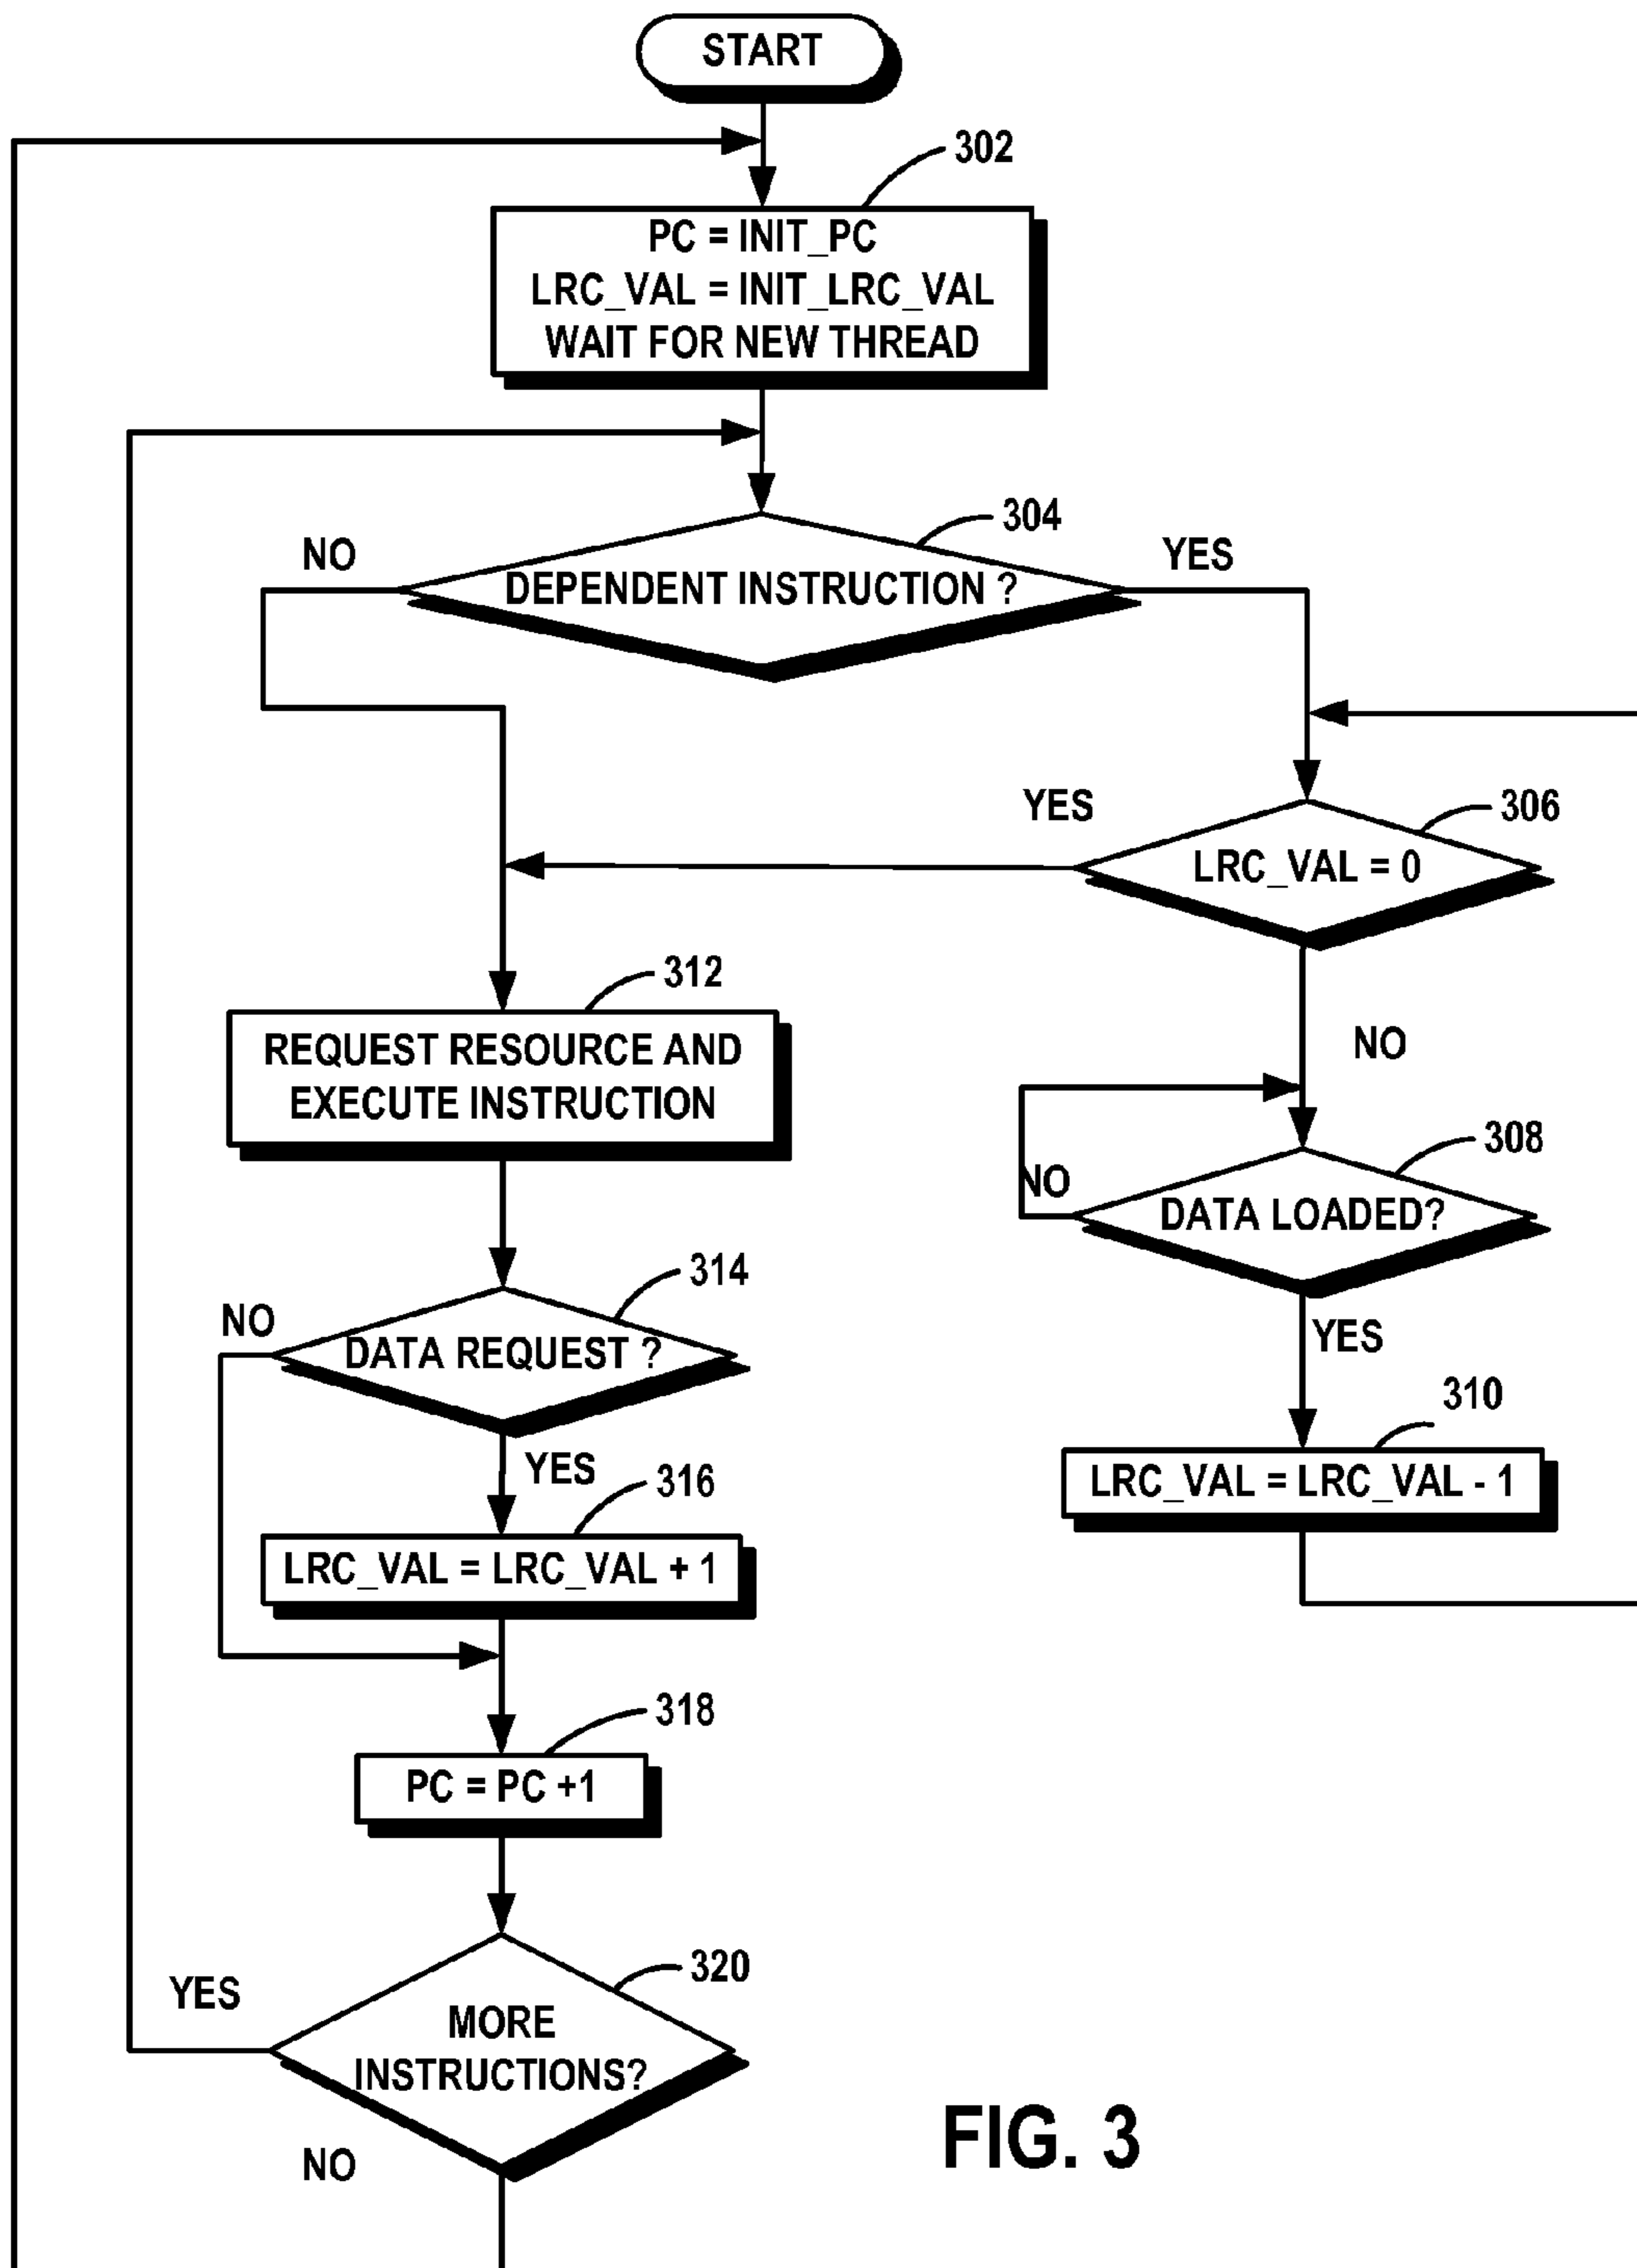 START
302
PC = INIT_PC
LRC_VAL = INIT_LRC_VAL
WAIT FOR NEW THREAD
304
NO
YES
DEPENDENT INSTRUCTION ?
YES
306
LRC_VAL = 0
312
REQUEST RESOURCE AND
EXECUTE INSTRUCTION
NO
308
NO
DATA LOADED?
314
NO
DATA REQUEST ?
YES
310
LRC_VAL = LRC_VAL - 1
YES
316
LRC_VAL = LRC_VAL + 1
318
PC = PC +1
320
YES
MORE
INSTRUCTIONS?
NO
FIG. 3